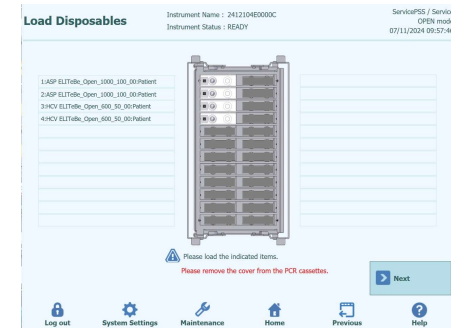 Load Disposables
Instrument Name : 2412104E0000C
Instrument Status : READY
ServicePSS / Servic
OPEN mod
07/11/2024 09:57:4
1:ASP ELITeBe_Open_1000_100_00:Patient
2:ASP ELITeBe_Open_1000_100_00:Patient
3:HCV ELITeBe_Open_600_50_00:Patient
4:HCV ELITeBe_Open_600_50_00:Patient
Please load the indicated items.
Please remove the cover from the PCR cassettes.
Next
Log out
System Settings
Maintenance
Home
Previous
Help